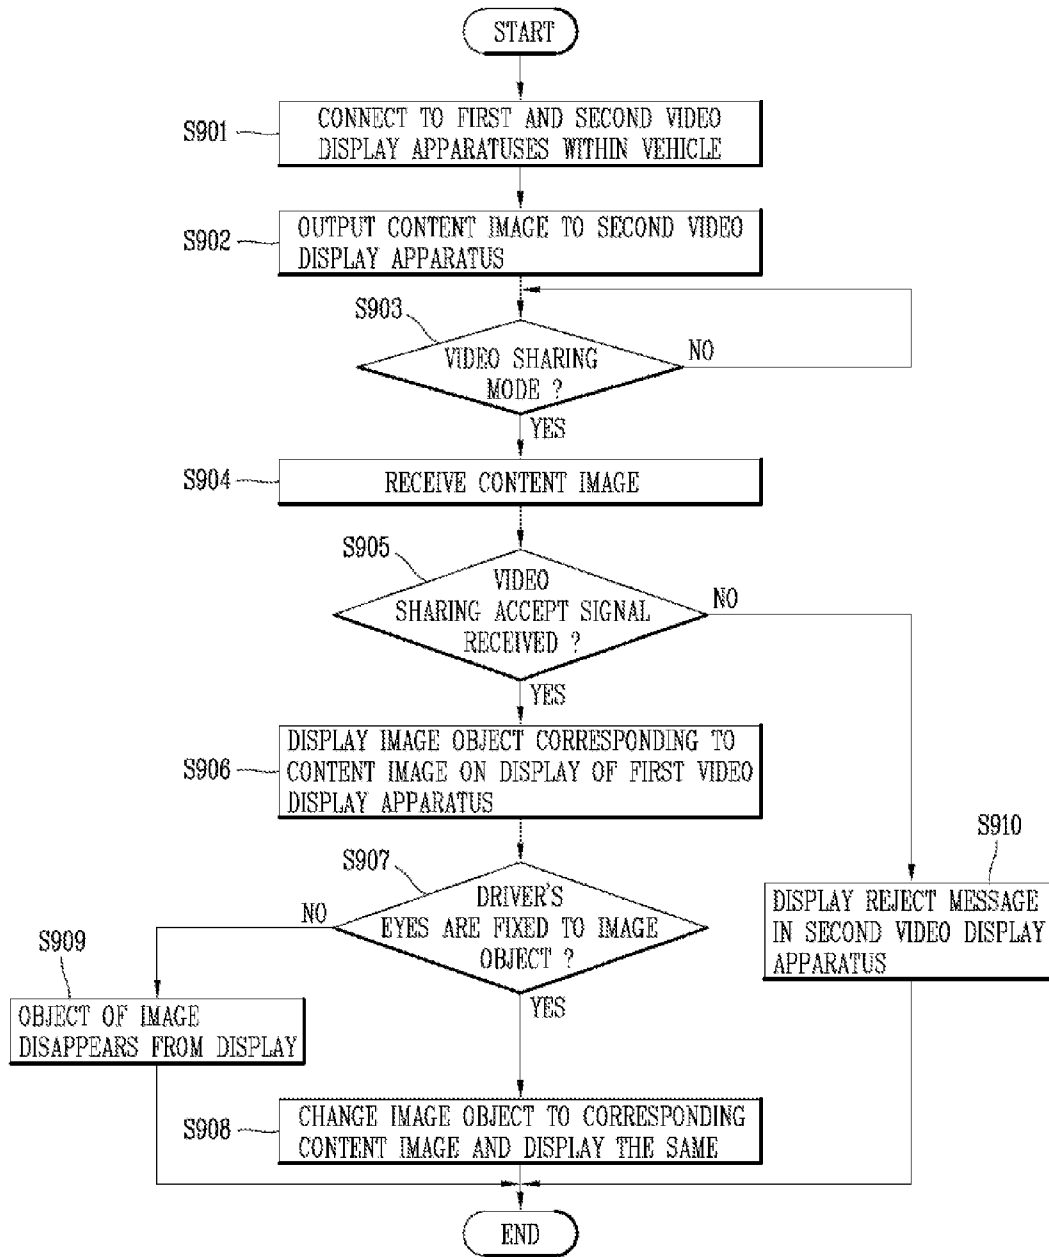 START
S901
CONNECT TO FIRST AND SECOND VIDEO
DISPLAY APPARATUSES WITHIN VEHICLE
S902
OUTPUT CONTENT IMAGE TO SECOND VIDEO
DISPLAY APPARATUS
S903
VIDEO SHARING
MODE ?
NO
YES
S904
RECEIVE CONTENT IMAGE
S905
VIDEO
SHARING ACCEPT SIGNAL
RECEIVED ?
NO
YES
S906
DISPLAY IMAGE OBJECT CORRESPONDING TO
CONTENT IMAGE ON DISPLAY OF FIRST VIDEO
DISPLAY APPARATUS
S907
DRIVER'S
EYES ARE FIXED TO IMAGE
OBJECT ?
NO
YES
S910
DISPLAY REJECT MESSAGE
IN SECOND VIDEO DISPLAY
APPARATUS
S909
OBJECT OF IMAGE
DISAPPEARS FROM DISPLAY
S908
CHANGE IMAGE OBJECT TO CORRESPONDING
CONTENT IMAGE AND DISPLAY THE SAME
END